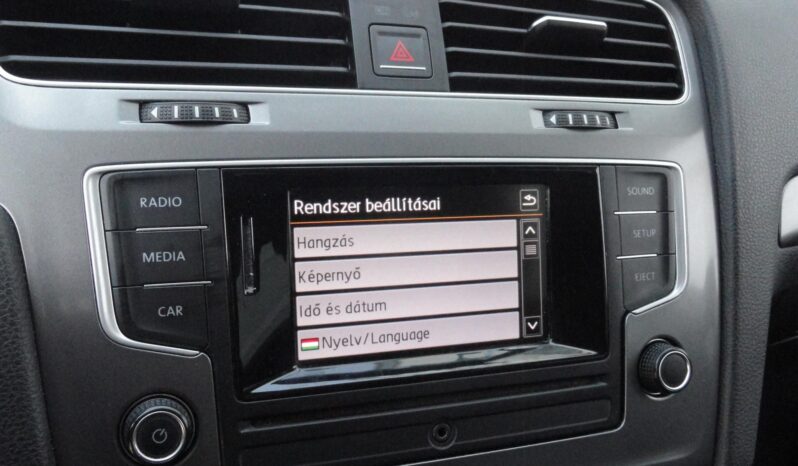 RADIO
MEDIA
CAR
Rendszer beállításai
Hangzás
Képernyő
Idő és dátum
Nyelv/Language
SOUND
SETUP
EJECT